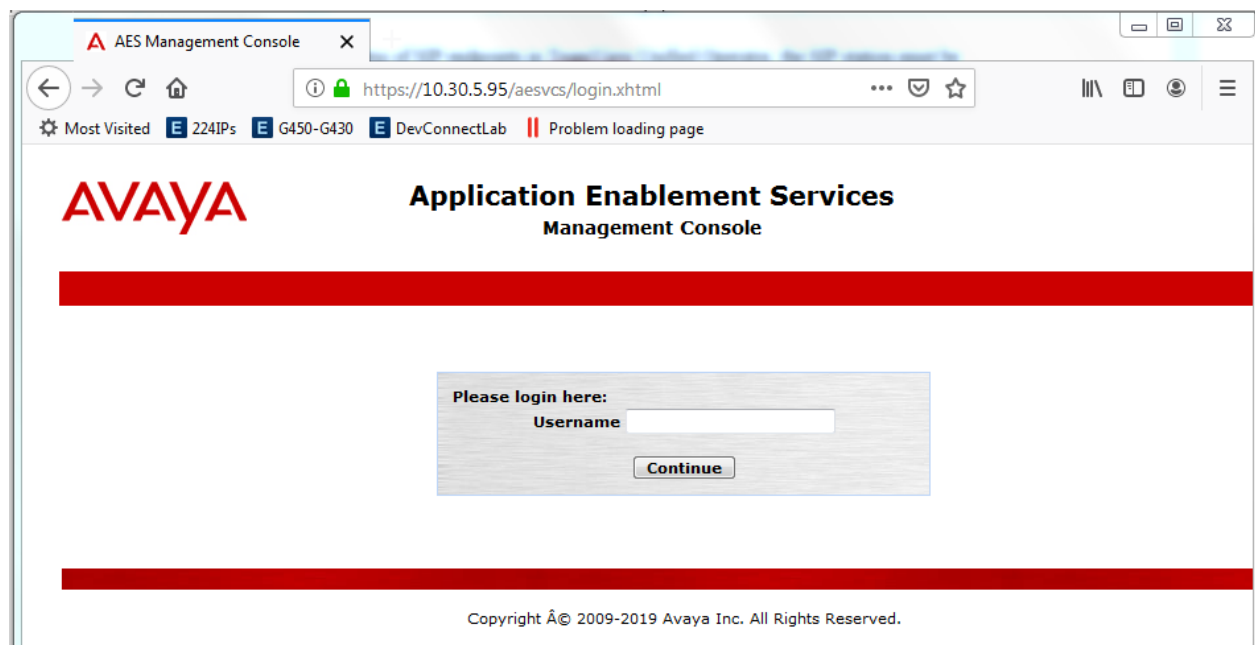 AES Management Console
https://10.30.5.95/aesvcs/login.xhtml
Most Visited 224IPs G450-G430 DevConnectLab Problem loading page
AVAYA
Application Enablement Services
Management Console
Please login here:
Username
Continue
Copyright Â© 2009-2019 Avaya Inc. All Rights Reserved.